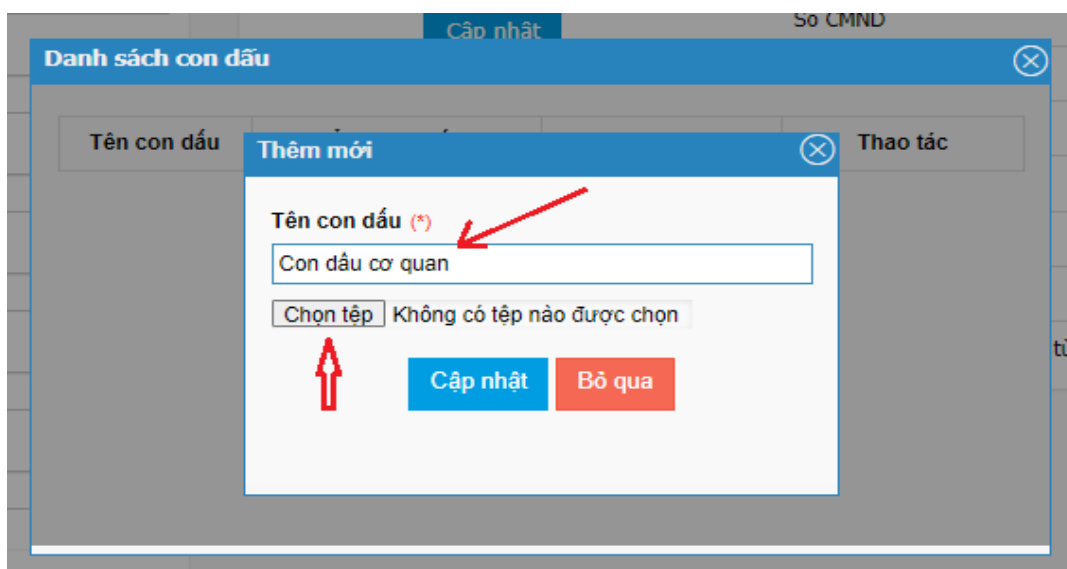 Cập nhật
Số CMND
Danh sách con dấu
Tên con dấu
Thao tác
Thêm mới
Tên con dấu (*)
Con dâu cơ quan
Chọn tệp Không có tệp nào được chọn
Cập nhật Bỏ qua